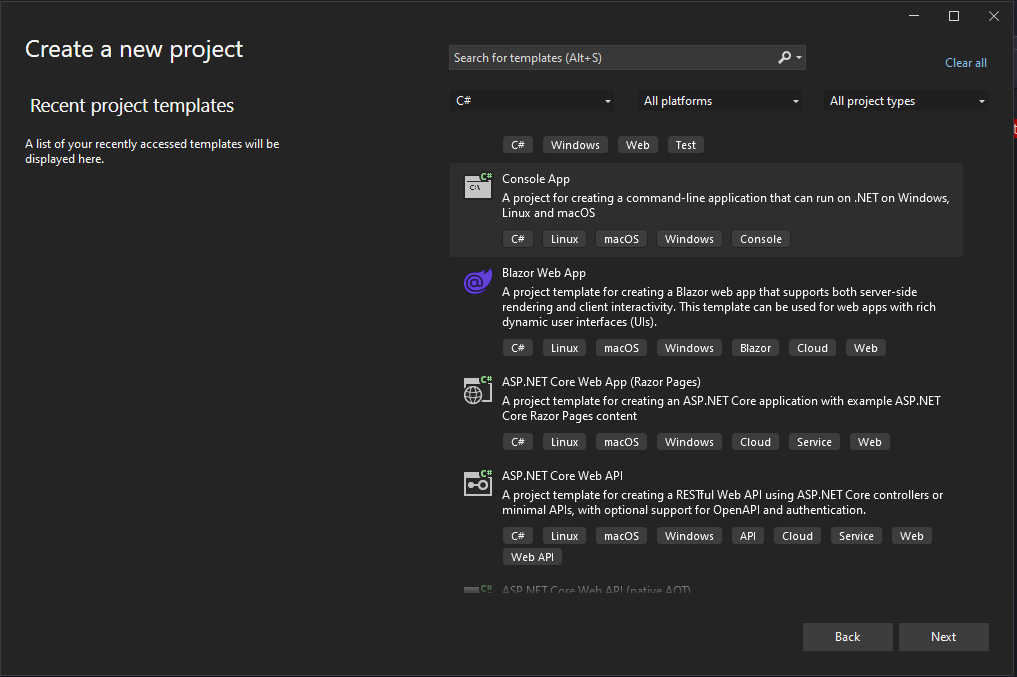 Create a new project
Search for templates (Alt+S)
Clear all
Recent project templates
A list of your recently accessed templates will be
displayed here.
C# All platforms All project types
C# Windows Web Test
C#
C:\
Console App
A project for creating a command-line application that can run on .NET on Windows,
Linux and macOS
C# Linux macOS Windows Console
Blazor Web App
A project template for creating a Blazor web app that supports both server-side
rendering and client interactivity. This template can be used for web apps with rich
dynamic user interfaces (UIs).
C# Linux macOS Windows Blazor Cloud Web
C#
ASP.NET Core Web App (Razor Pages)
A project template for creating an ASP.NET Core application with example ASP.NET
Core Razor Pages content
C# Linux macOS Windows Cloud Service Web
C#
ASP.NET Core Web API
A project template for creating a RESTful Web API using ASP.NET Core controllers or
minimal APIs, with optional support for OpenAPI and authentication.
C# Linux macOS Windows API Cloud Service Web
Web API
C#
ASP.NET Core Web API (native AOT)
Back Next